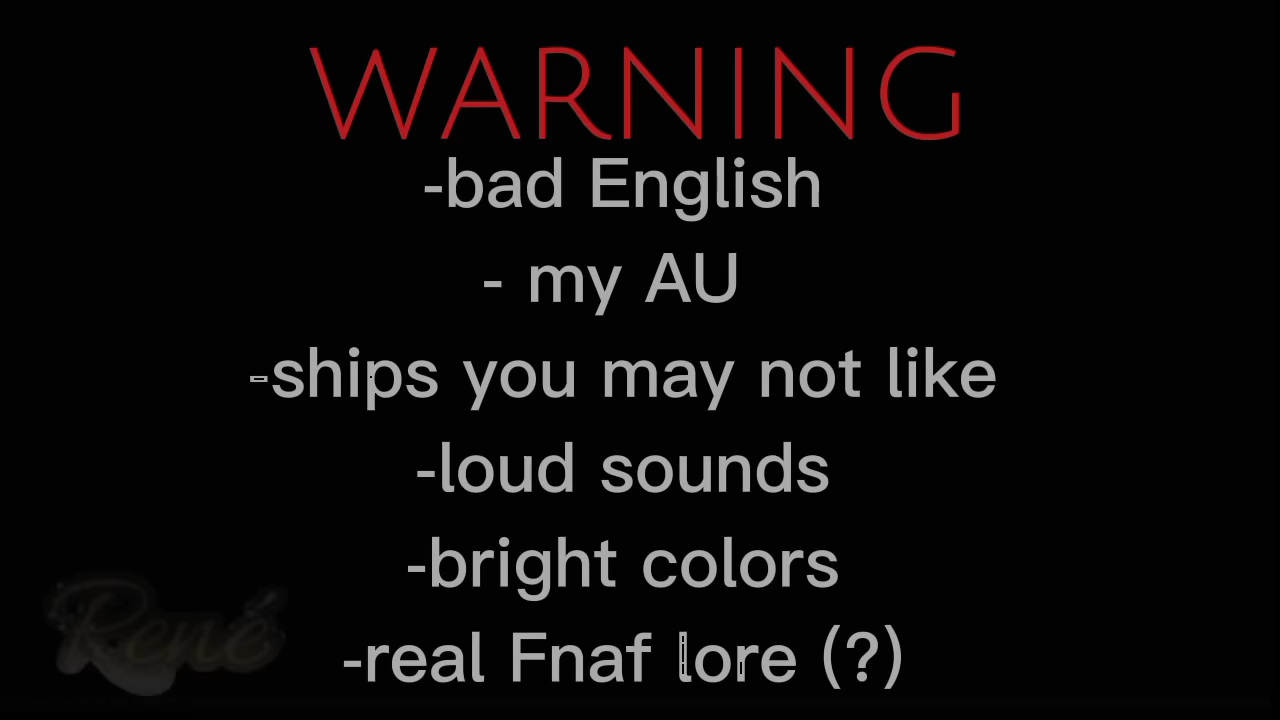 WARNING
-bad English
- my AU
-ships you may not like
-loud sounds
-bright colors
-real Fnaf lore (?)
René